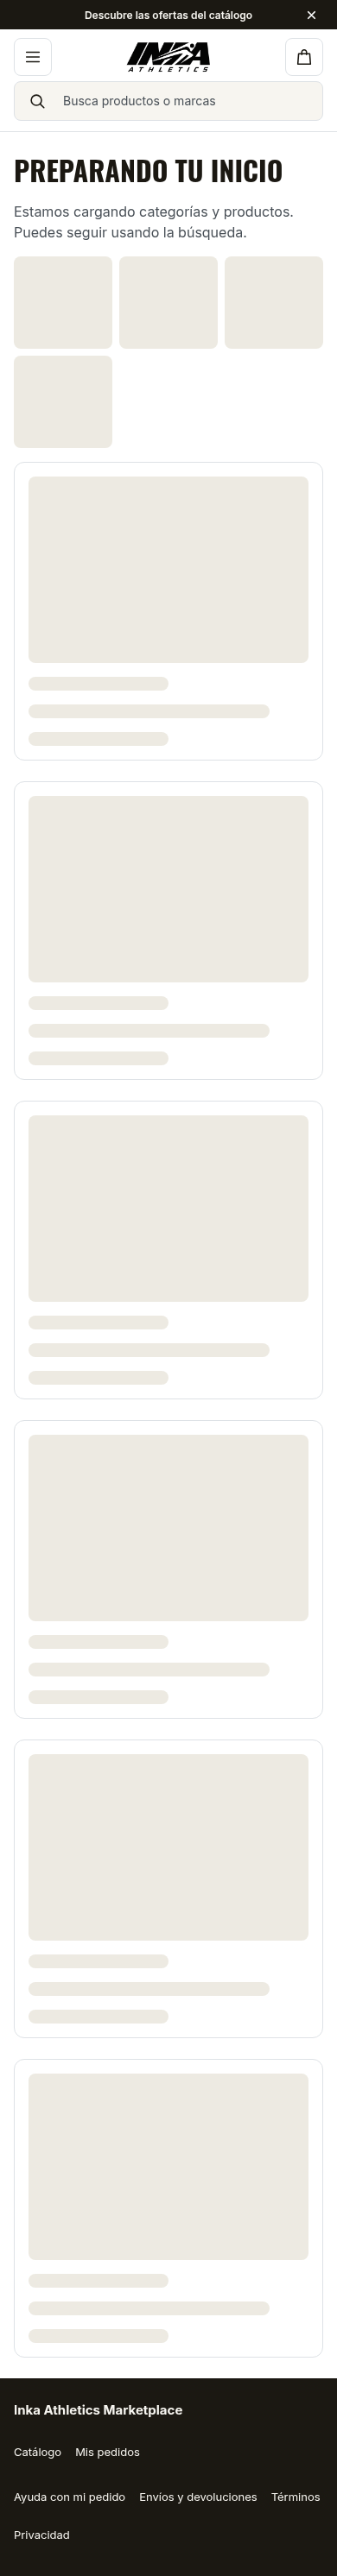 Descubre las ofertas del catálogo
INKA
ATHLETICS
Busca productos o marcas
PREPARANDO TU INICIO
Estamos cargando categorías y productos.
Puedes seguir usando la búsqueda.
Inka Athletics Marketplace
Catálogo Mis pedidos
Ayuda con mi pedido Envíos y devoluciones Términos
Privacidad